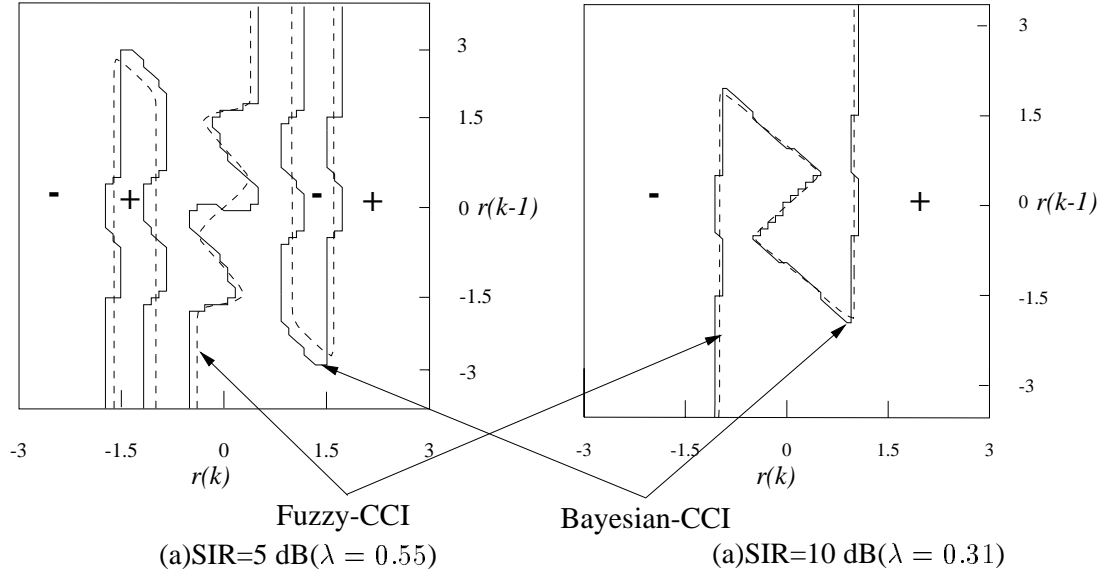 3
3
1.5
1.5
-
+
-
+
-
+
0 r(k-1)
0 r(k-1)
-1.5
-1.5
-3
-3
-3 -1.5 0 1.5 3
-3 -1.5 0 1.5 3
r(k)
r(k)
Fuzzy-CCI
Bayesian-CCI
(a)SIR=5 dB(λ = 0.55)
(a)SIR=10 dB(λ = 0.31)